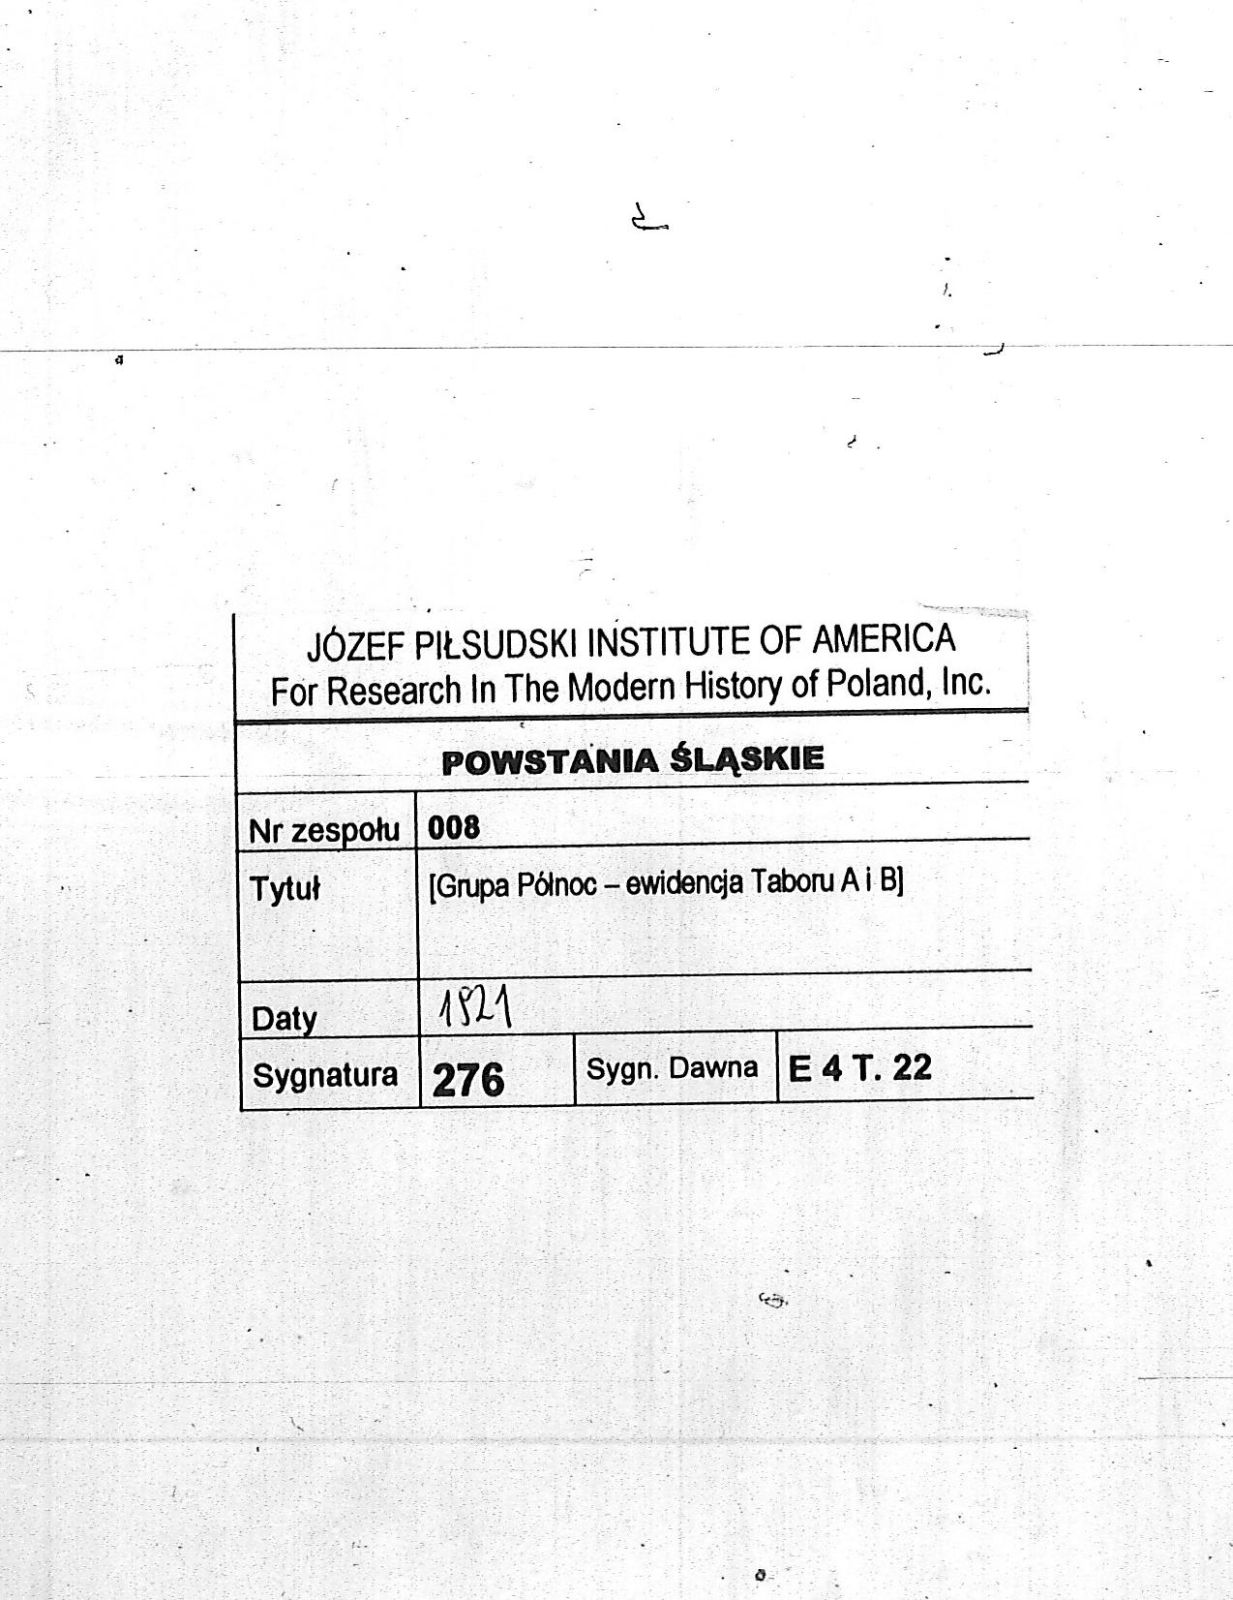 JÓZEF PIŁSUDSKI INSTITUTE OF AMERICA
For Research In The Modern History of Poland, Inc.
POWSTANIA ŚLĄSKIE
Nr zespołu 008
Tytuł [Grupa Północ – ewidencja Taboru A i B]
Daty 1921
Sygnatura 276 Sygn. Dawna E 4 T. 22